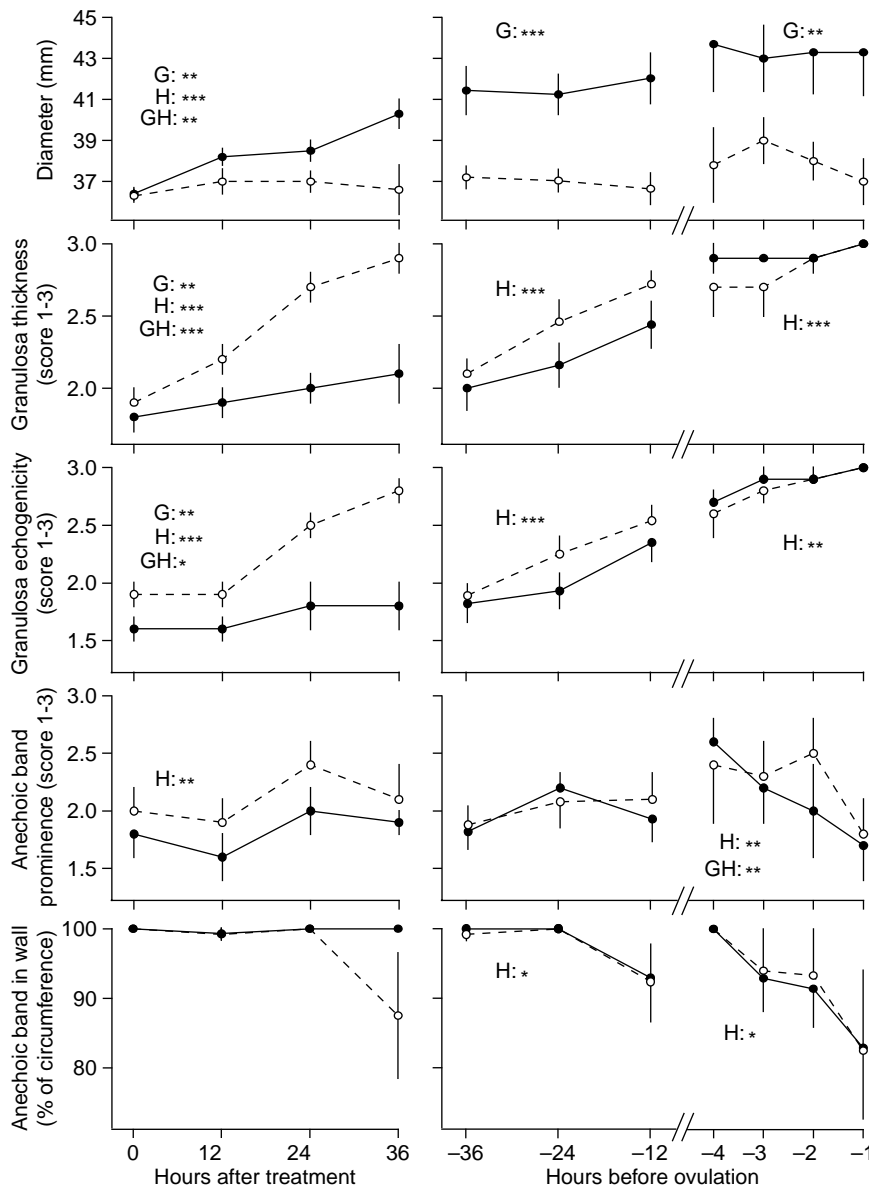 Diameter (mm)
45
43
41
39
37
G: **
H: ***
GH: **
G: ***
G: **
Granulosa thickness
(score 1-3)
3.0
2.5
2.0
G: **
H: ***
GH: ***
H: ***
H: ***
Granulosa echogenicity
(score 1-3)
3.0
2.5
2.0
1.5
G: **
H: ***
GH: *
H: ***
H: **
Anechoic band
prominence (score 1-3)
3.0
2.5
2.0
1.5
H: **
H: **
GH: **
Anechoic band in wall
(% of circumference)
100
90
80
H: *
H: *
0 12 24 36
–36 –24 –12
–4 –3 –2 –1
Hours after treatment
Hours before ovulation